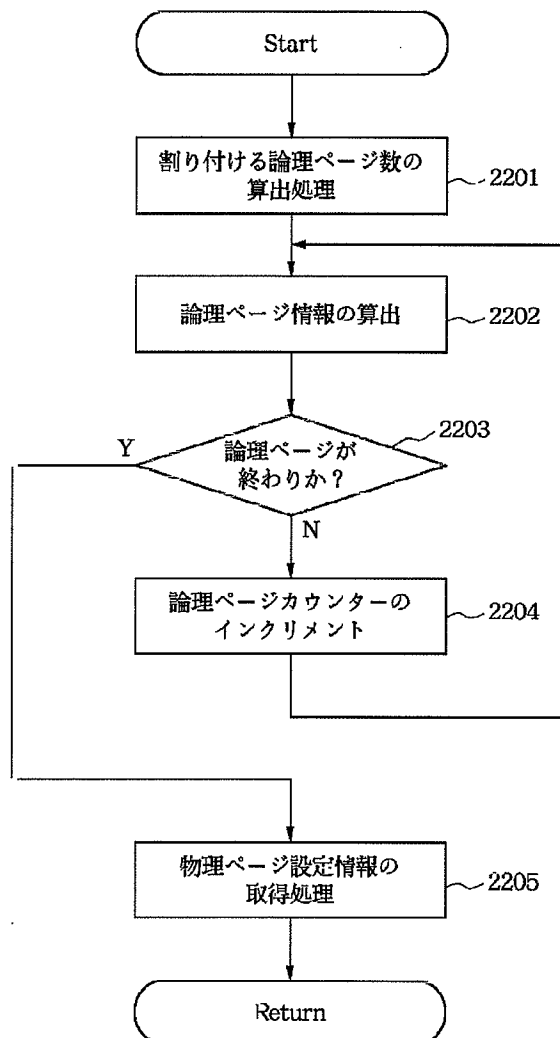 Start
割り付ける論理ページ数の
算出処理
2201
論理ページ情報の算出
2202
2203
Y
論理ページが
終わりか？
N
論理ページカウンターの
インクリメント
2204
物理ページ設定情報の
取得処理
2205
Return